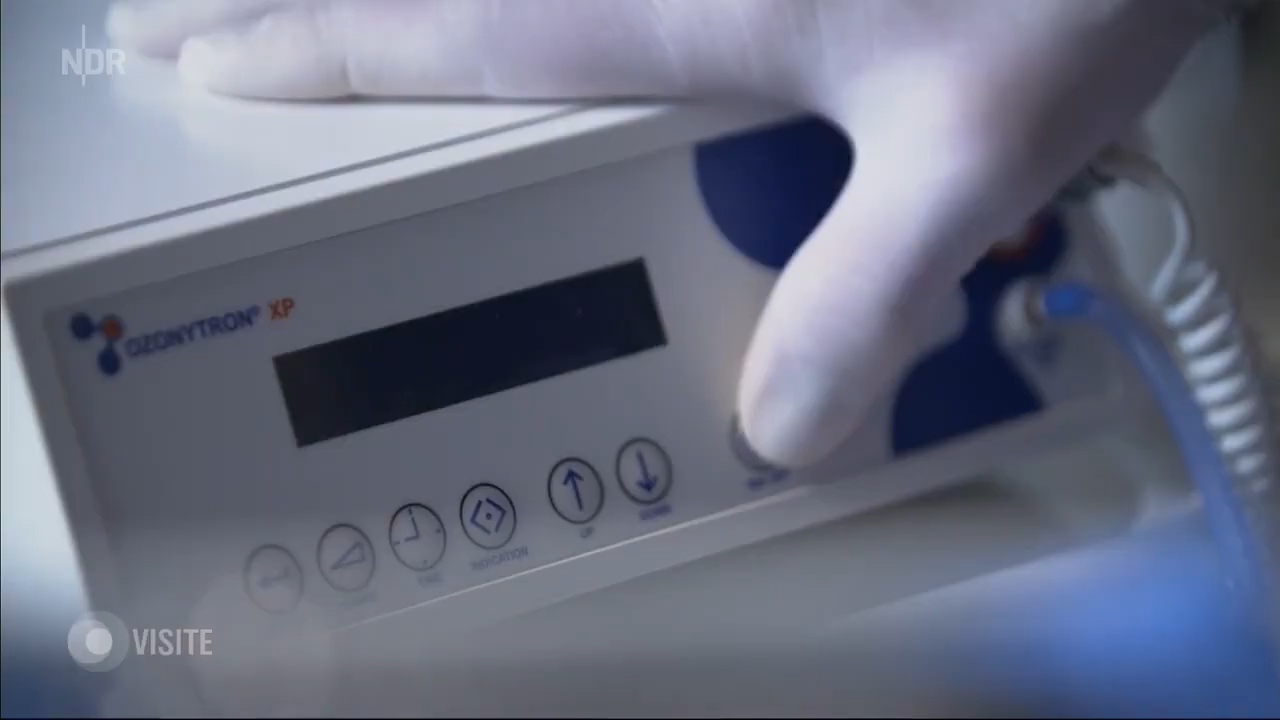 NDR
OZONYTRON® XP
TIME
INDICATION
UP
DOWN
VISITE